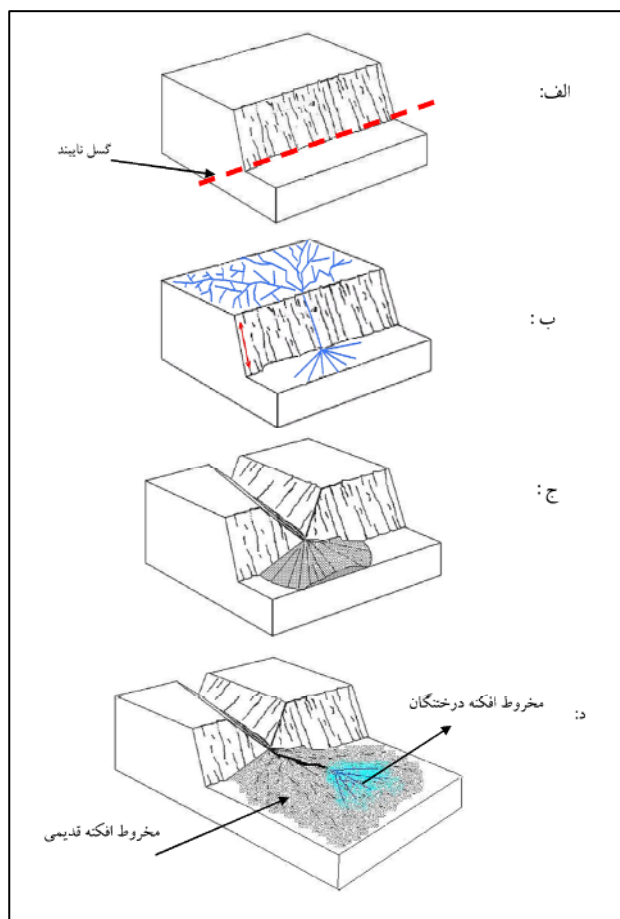 الف:
گسل نایبند
ب :
ج :
د:
مخروط افکنه درختنگان
مخروط افکنه قدیمی